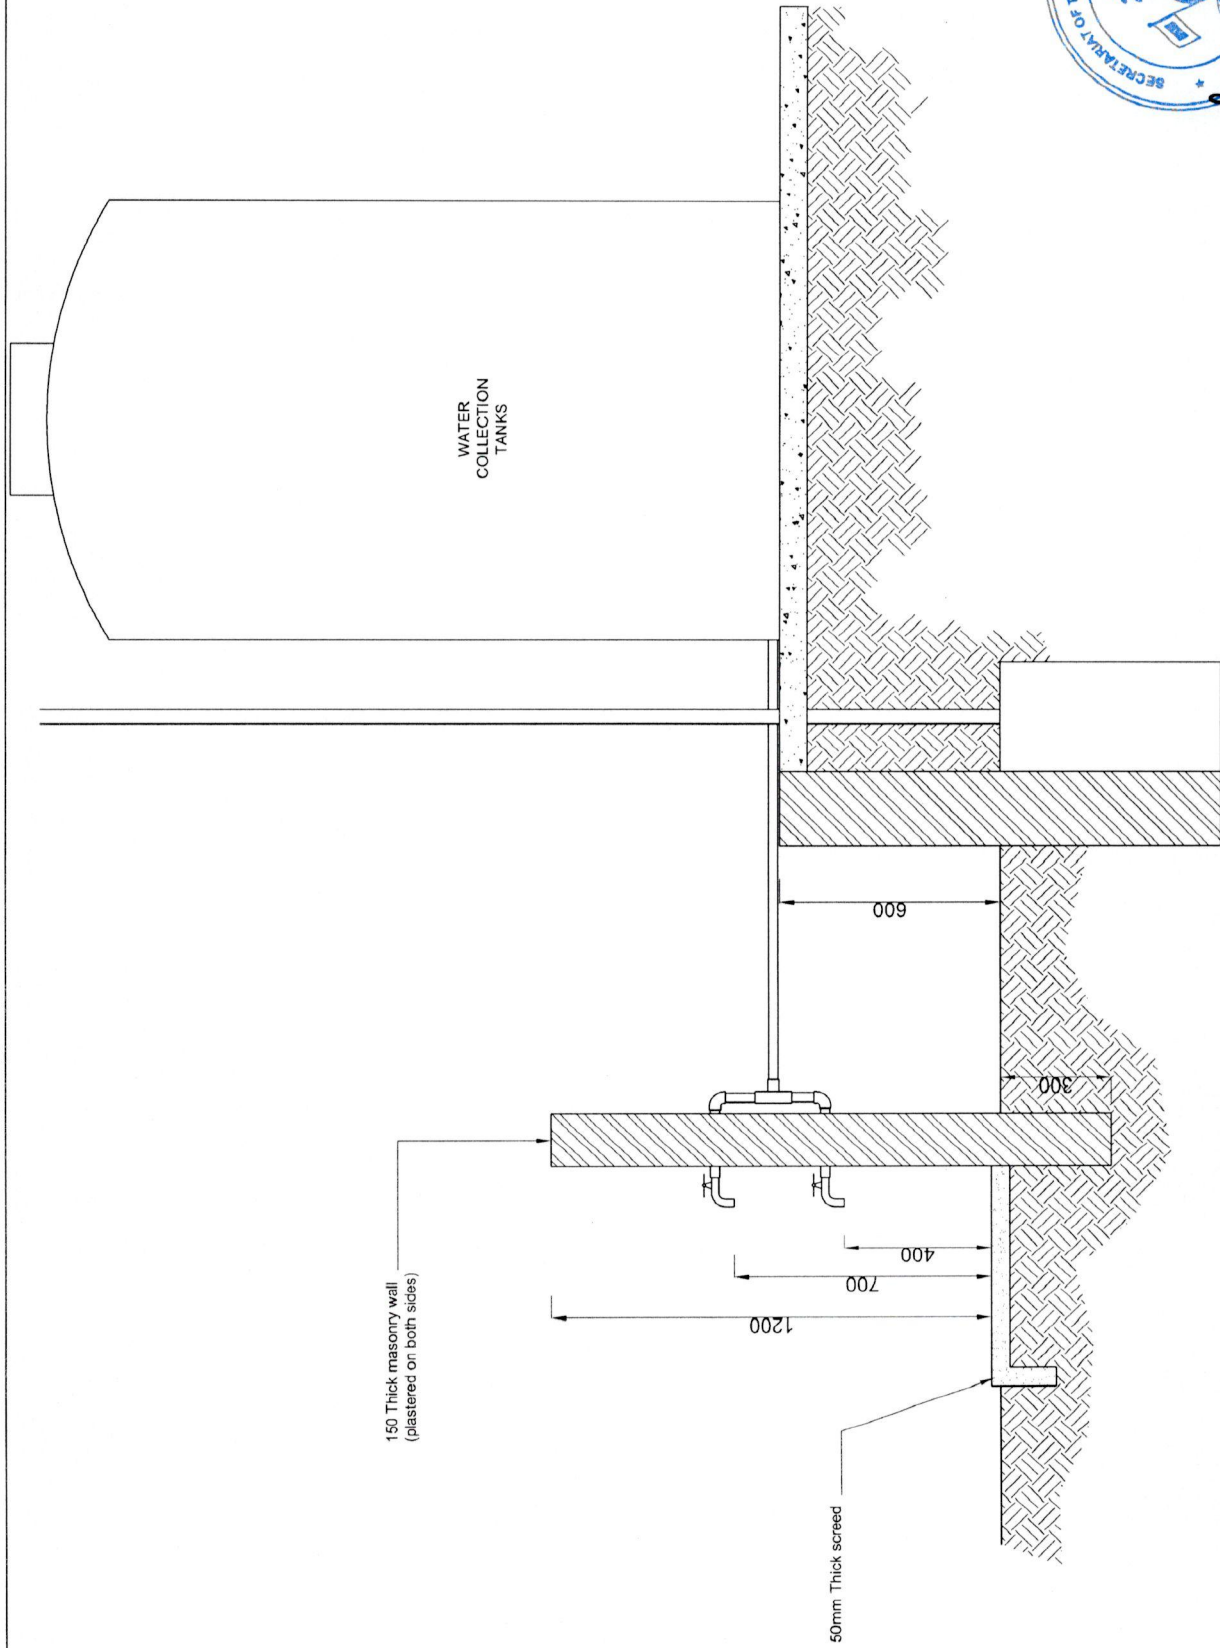 WATER
COLLECTION
TANKS
150 Thick masonry wall
(plastered on both sides)
600
300
400
700
1200
50mm Thick screed
SECRETARIAT OF